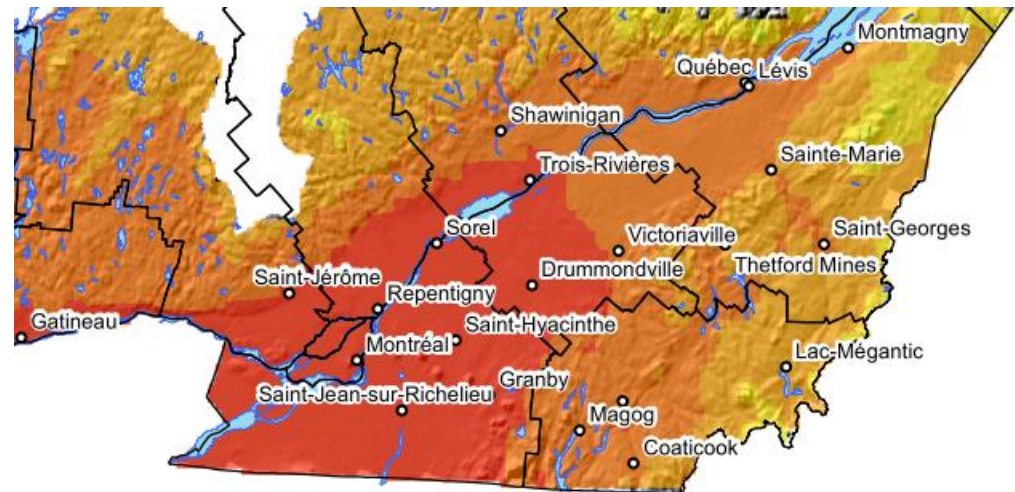 Montmagny
Québec
Lévis
Shawinigan
Sainte-Marie
Trois-Rivières
Sorel
Saint-Georges
Victoriaville
Thetford Mines
Drummondville
Saint-Jérôme
Repentigny
Gatineau
Saint-Hyacinthe
Montréal
Lac-Mégantic
Granby
Saint-Jean-sur-Richelieu
Magog
Coaticook